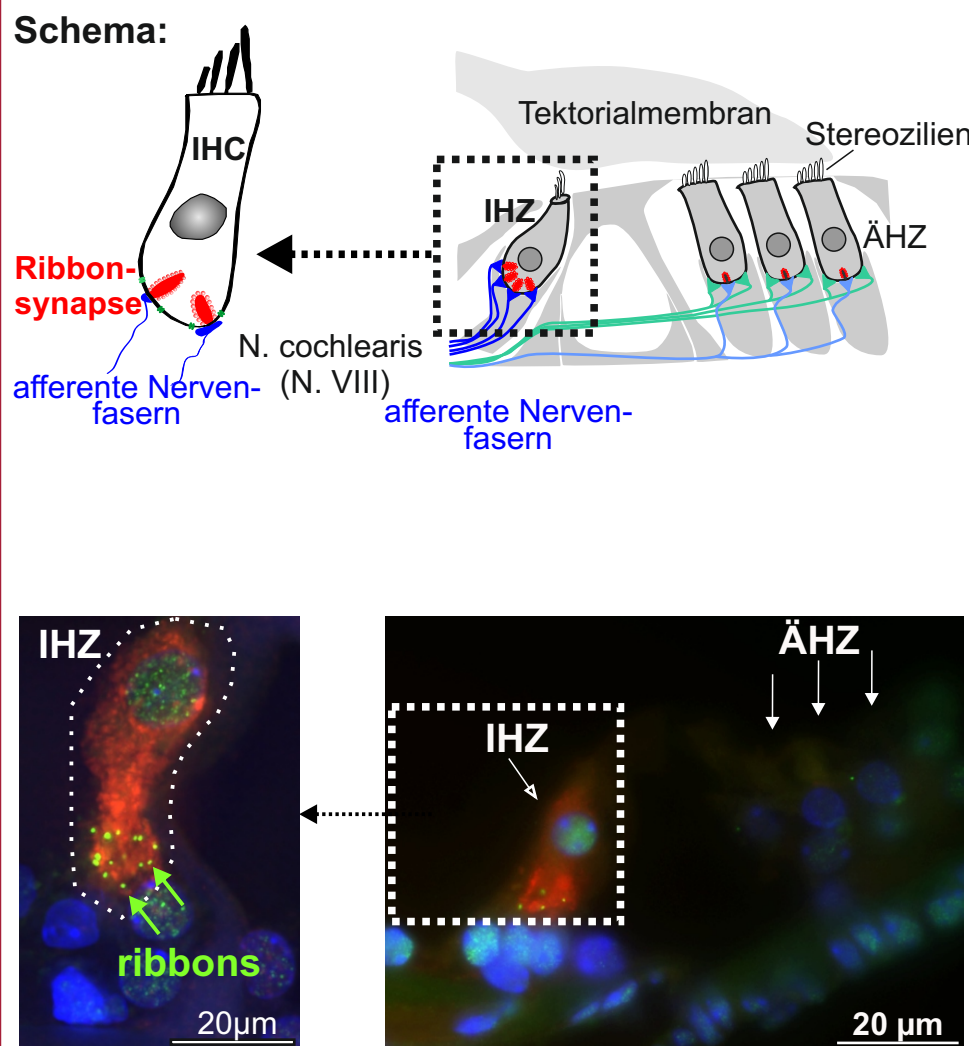 Schema:
IHC
Ribbon-
synapse
afferente Nerven-
fasern
N. cochlearis
(N. VIII)
Tektorialmembran
Stereozilien
IHZ
ÄHZ
afferente Nerven-
fasern
IHZ
ribbons
20µm
IHZ
ÄHZ
20 µm